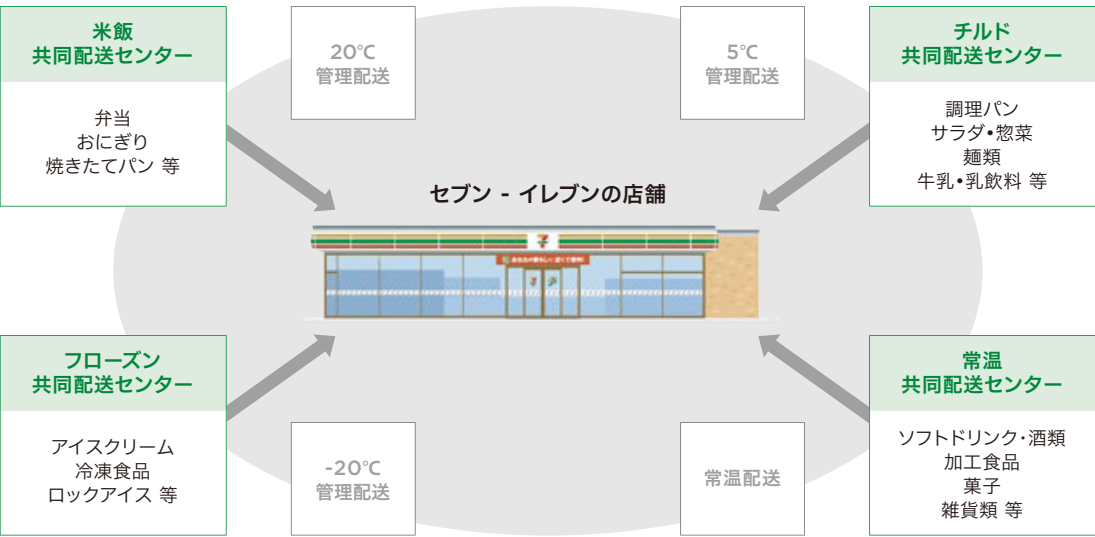 米飯
共同配送センター
弁当
おにぎり
焼きたてパン 等
20℃
管理配送
5℃
管理配送
チルド
共同配送センター
調理パン
サラダ•惣菜
麺類
牛乳•乳飲料 等
セブン - イレブンの店舗
フローズン
共同配送センター
アイスクリーム
冷凍食品
ロックアイス 等
-20℃
管理配送
常温配送
常温
共同配送センター
ソフトドリンク・酒類
加工食品
菓子
雑貨類 等